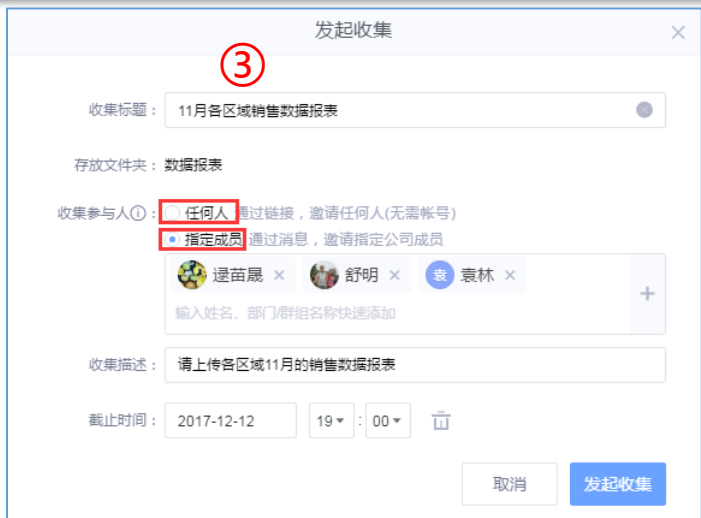 发起收集
③
收集标题： 11月各区域销售数据报表
存放文件夹：数据报表
收集参与人ⓘ： 任何人 通过链接，邀请任何人(无需帐号)
指定成员 通过消息，邀请指定公司成员
逯苗晟 × 舒明 × 袁 袁林 ×
输入姓名、部门/群组名称快速添加
收集描述： 请上传各区域11月的销售数据报表
截止时间： 2017-12-12 19 : 00
取消 发起收集